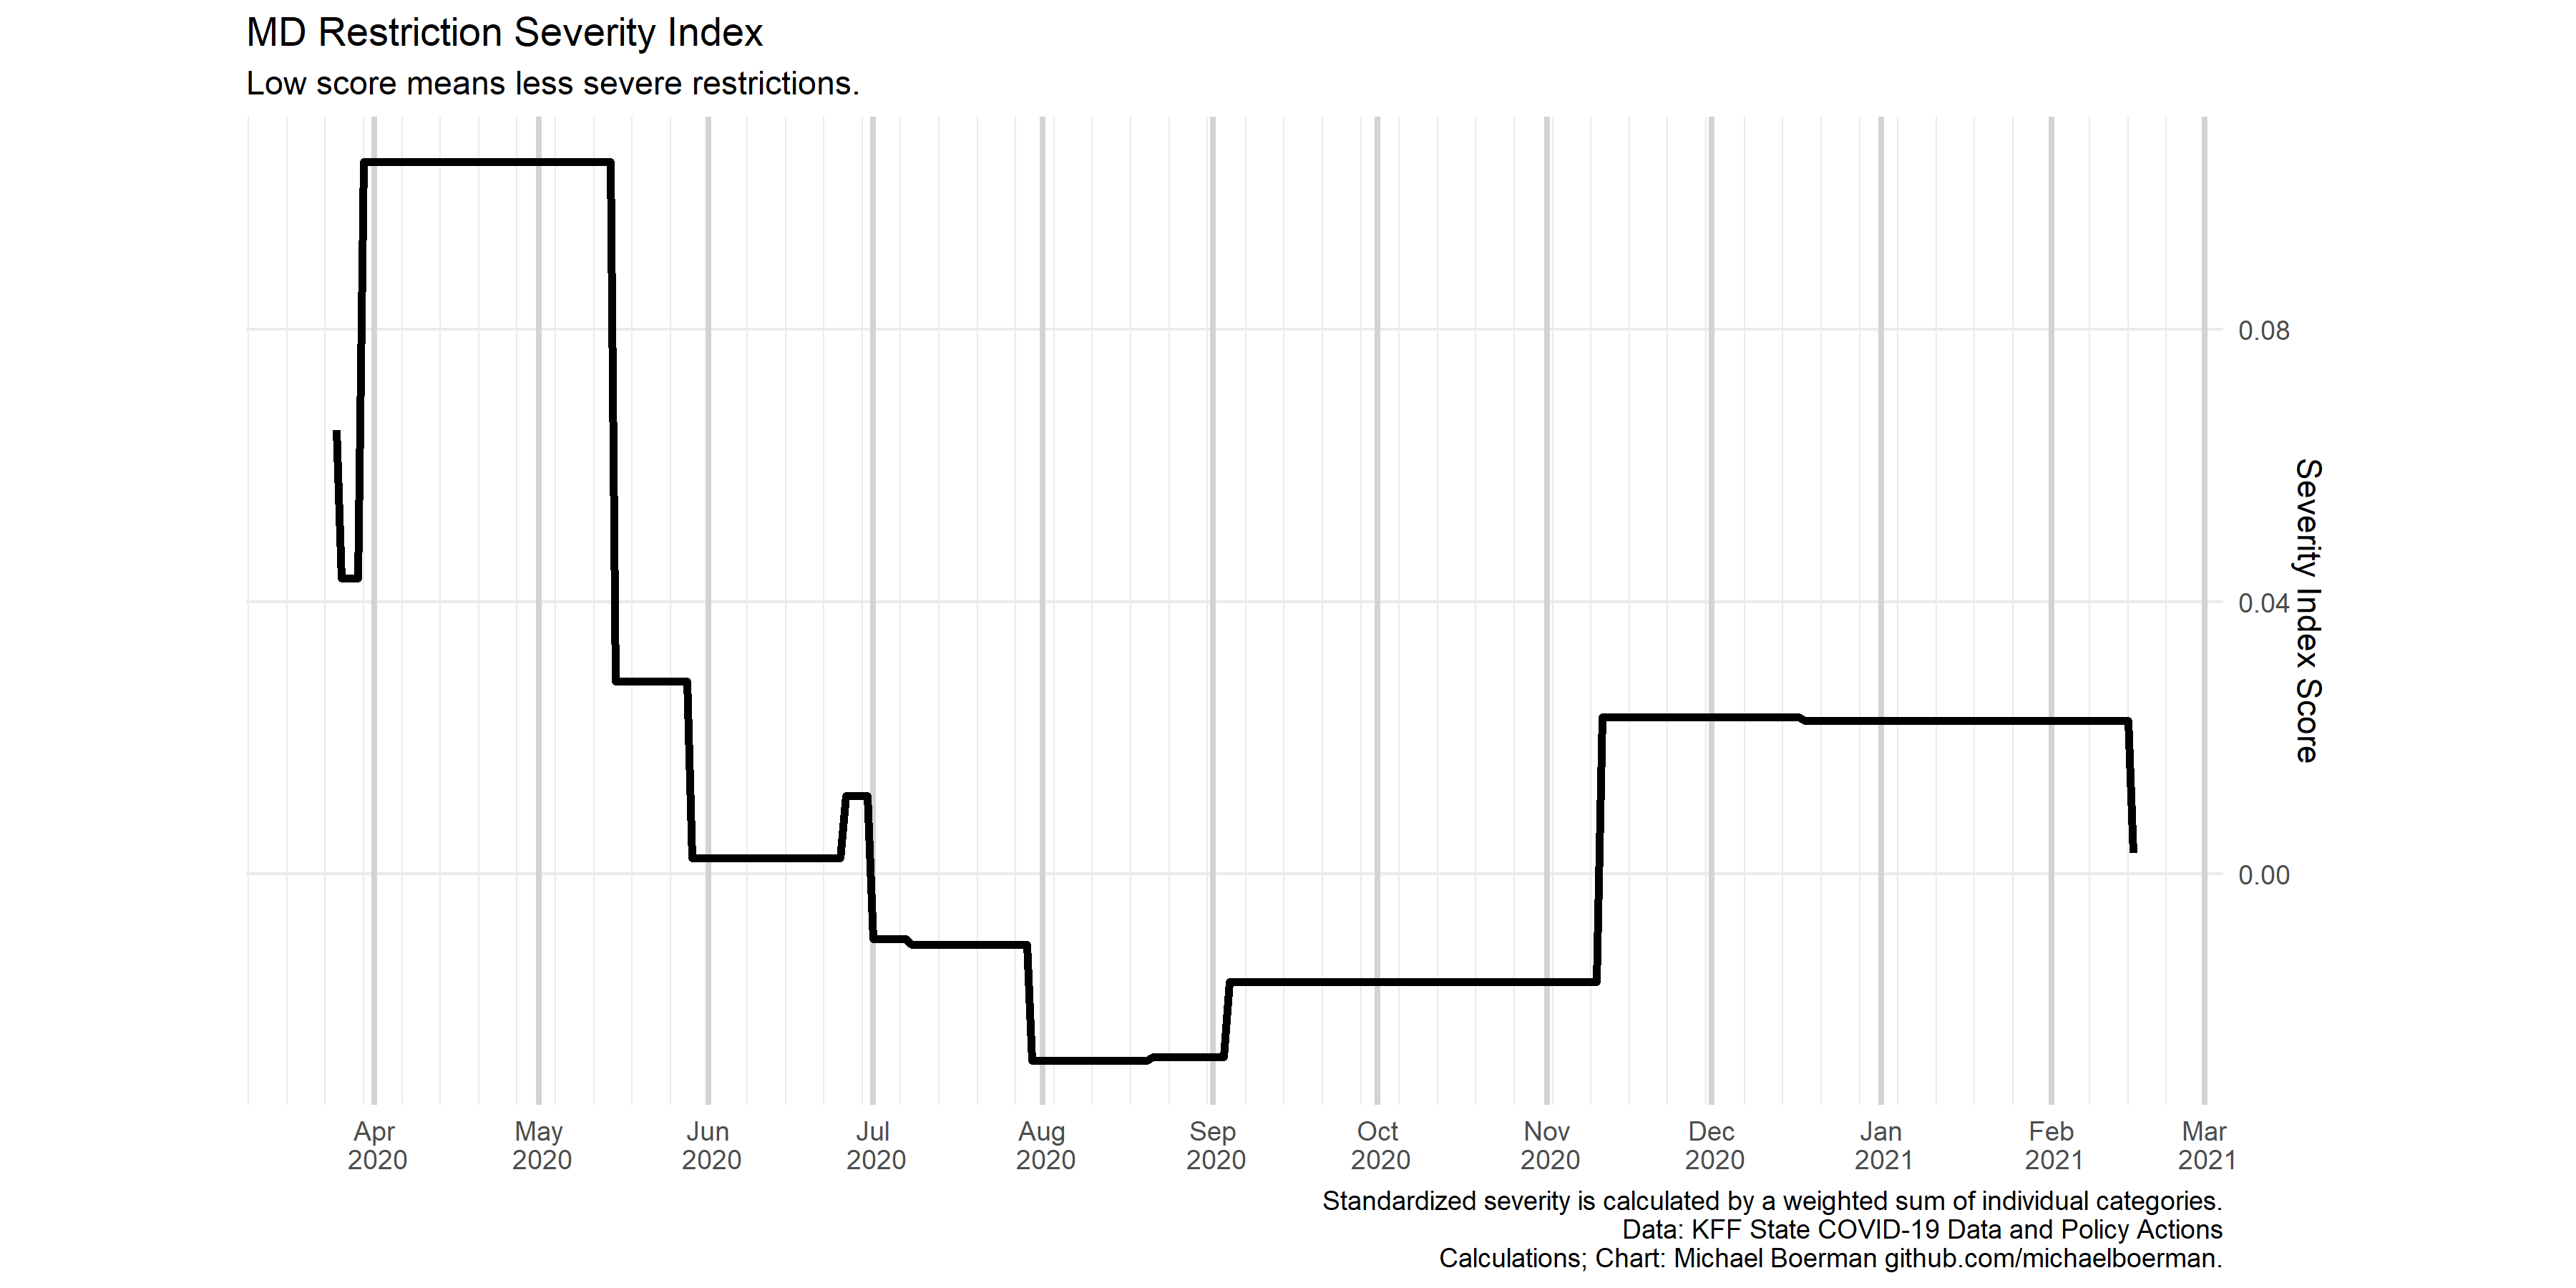 MD Restriction Severity Index
Low score means less severe restrictions.
0.08
0.04
0.00
Severity Index Score
Apr May Jun Jul Aug Sep Oct Nov Dec Jan Feb Mar
2020 2020 2020 2020 2020 2020 2020 2020 2020 2021 2021 2021
Standardized severity is calculated by a weighted sum of individual categories.
Data: KFF State COVID-19 Data and Policy Actions
Calculations; Chart: Michael Boerman github.com/michaelboerman.